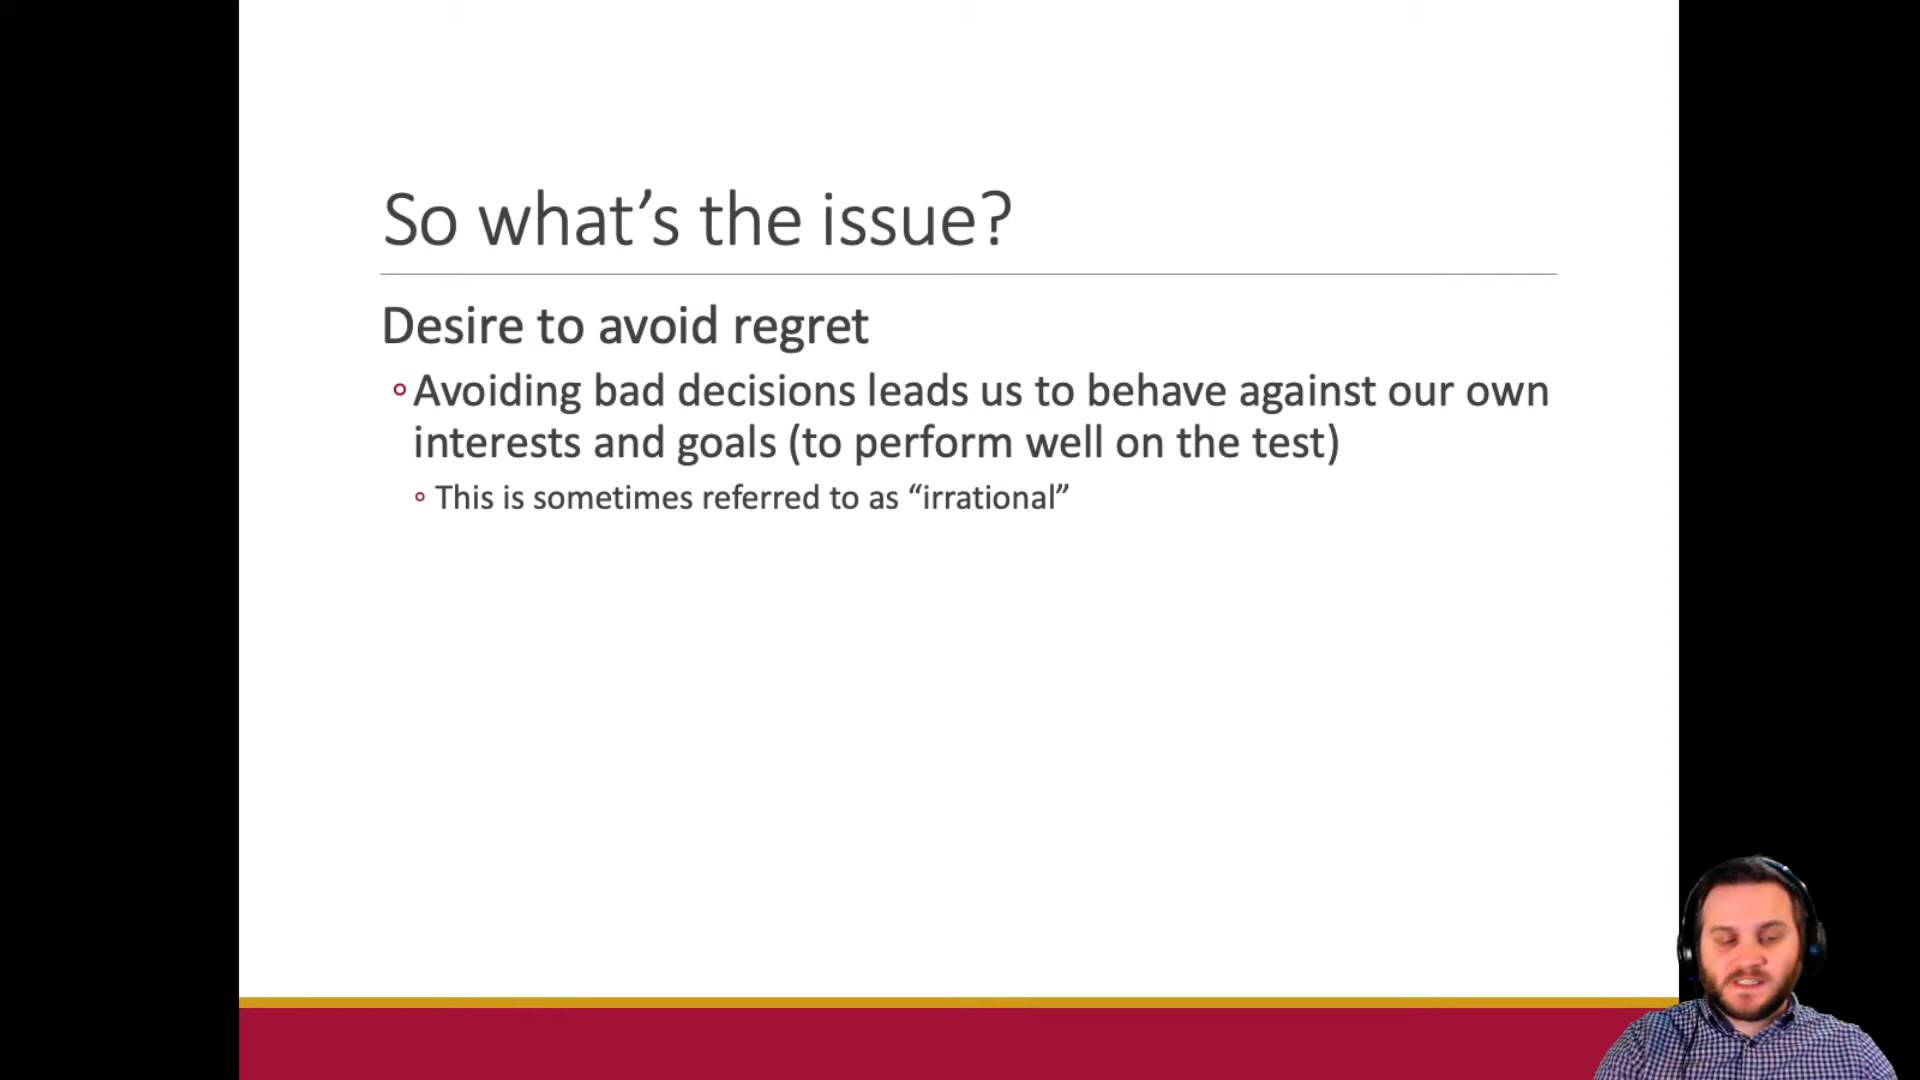 So what’s the issue?
Desire to avoid regret
◦Avoiding bad decisions leads us to behave against our own
interests and goals (to perform well on the test)
◦ This is sometimes referred to as “irrational”